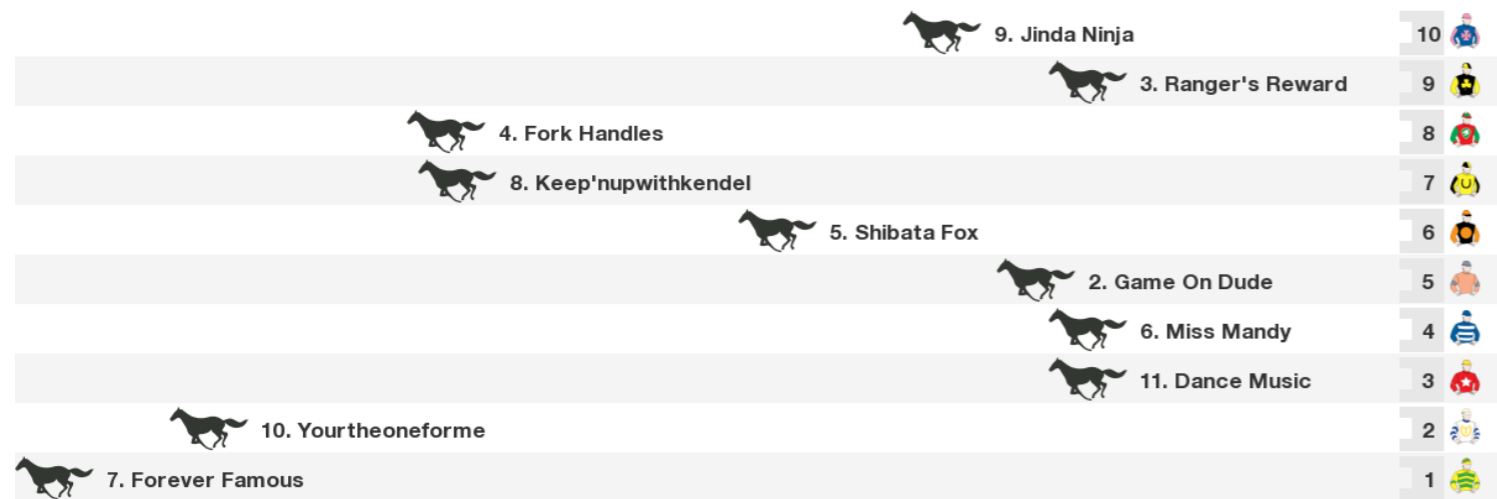 9. Jinda Ninja 10
3. Ranger's Reward 9
4. Fork Handles 8
8. Keep'nupwithkendel 7
5. Shibata Fox 6
2. Game On Dude 5
6. Miss Mandy 4
11. Dance Music 3
10. Yourtheoneforme 2
7. Forever Famous 1